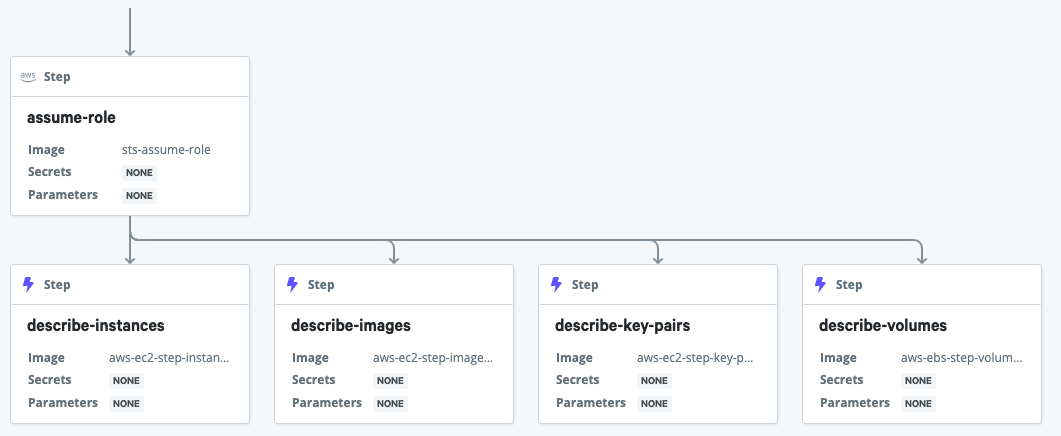 aws Step
assume-role
Image sts-assume-role
Secrets NONE
Parameters NONE
Step
describe-instances
Image aws-ec2-step-instan...
Secrets NONE
Parameters NONE
Step
describe-images
Image aws-ec2-step-image...
Secrets NONE
Parameters NONE
Step
describe-key-pairs
Image aws-ec2-step-key-p...
Secrets NONE
Parameters NONE
Step
describe-volumes
Image aws-ebs-step-volum...
Secrets NONE
Parameters NONE